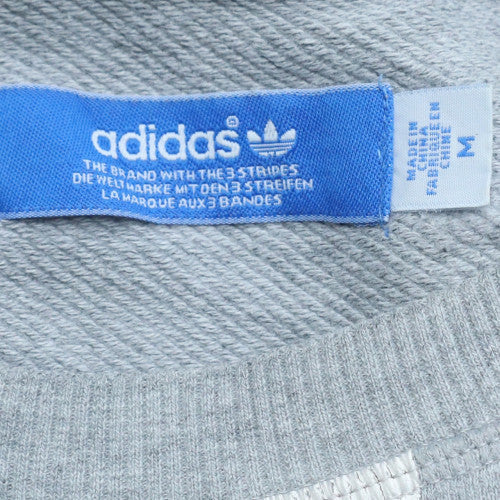 adidas®
THE BRAND WITH THE 3 STRIPES
DIE WELTMARKE MIT DEN 3 STREIFEN
LA MARQUE AUX 3 BANDES
MADE IN
CHINA
FABRIQUE EN
CHINE
M